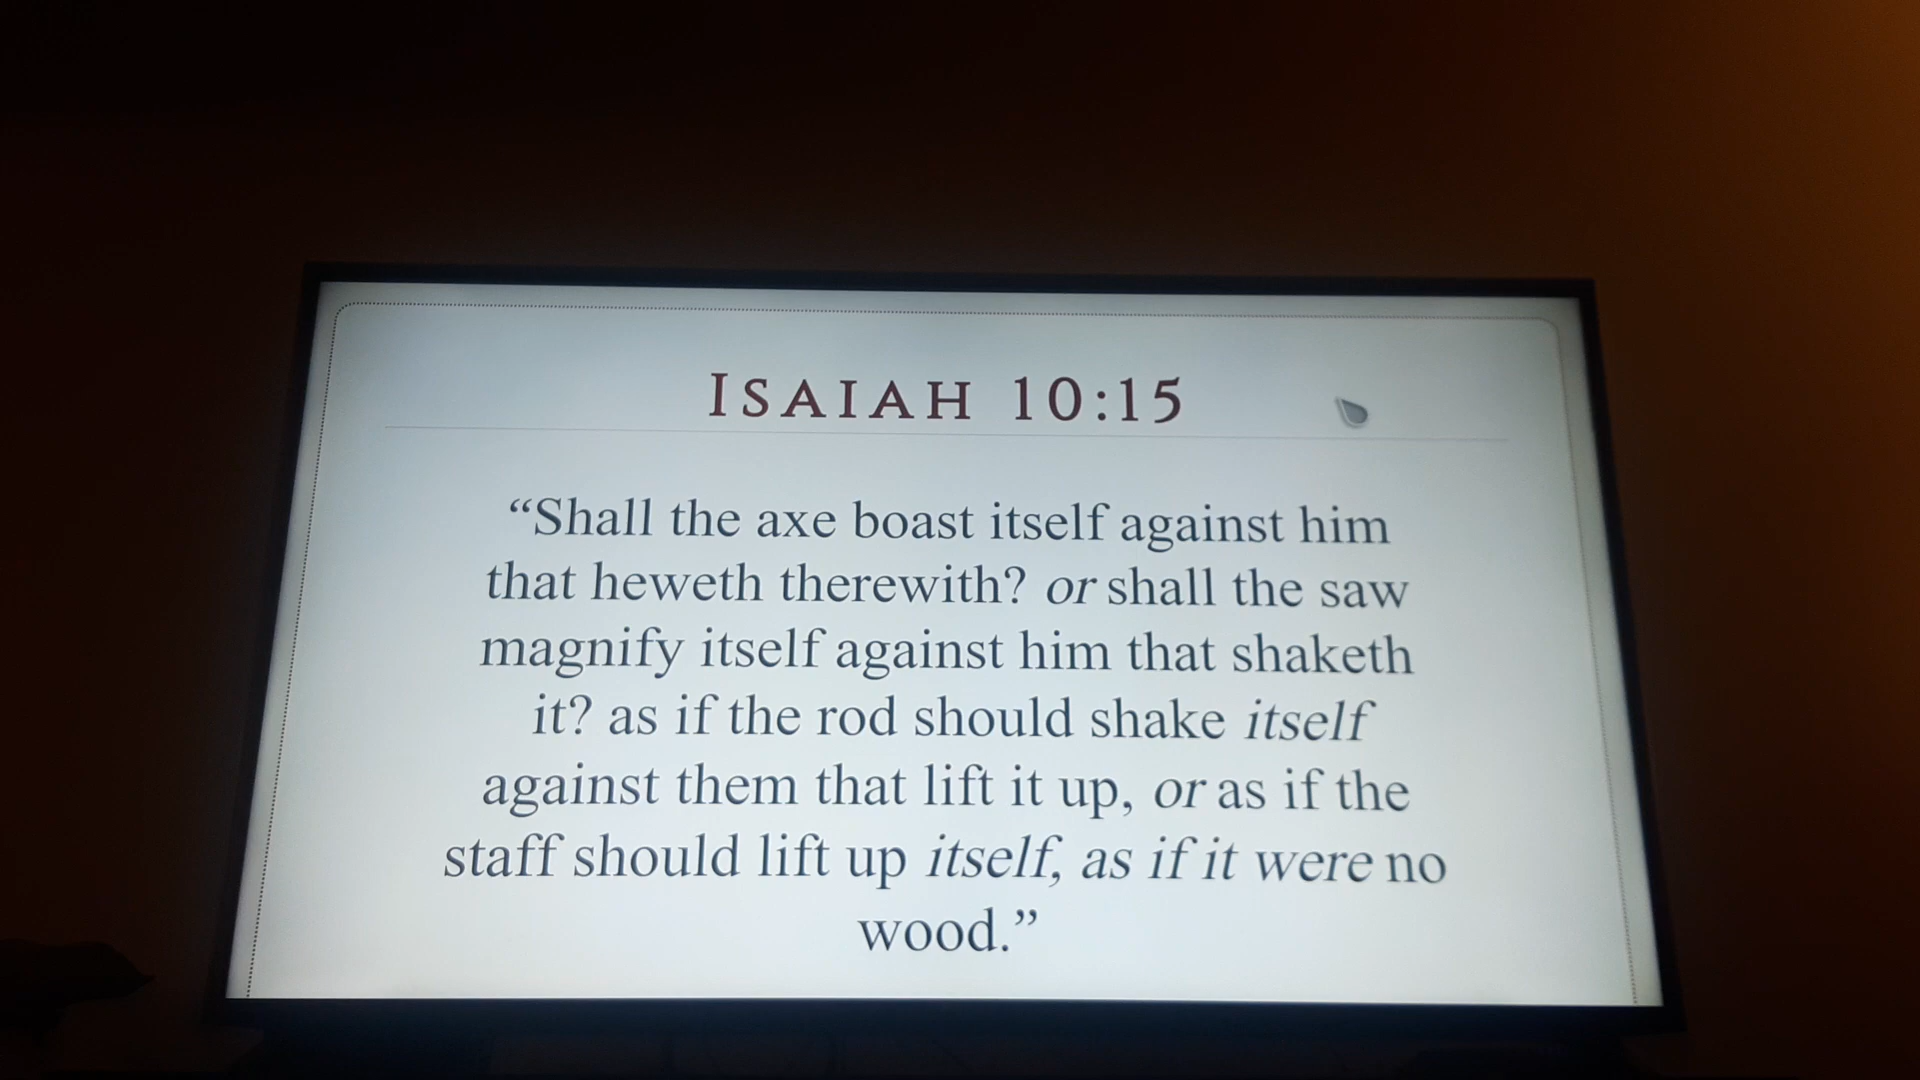 ISAIAH 10:15
“Shall the axe boast itself against him
that heweth therewith? or shall the saw
magnify itself against him that shaketh
it? as if the rod should shake itself
against them that lift it up, or as if the
staff should lift up itself, as if it were no
wood.”